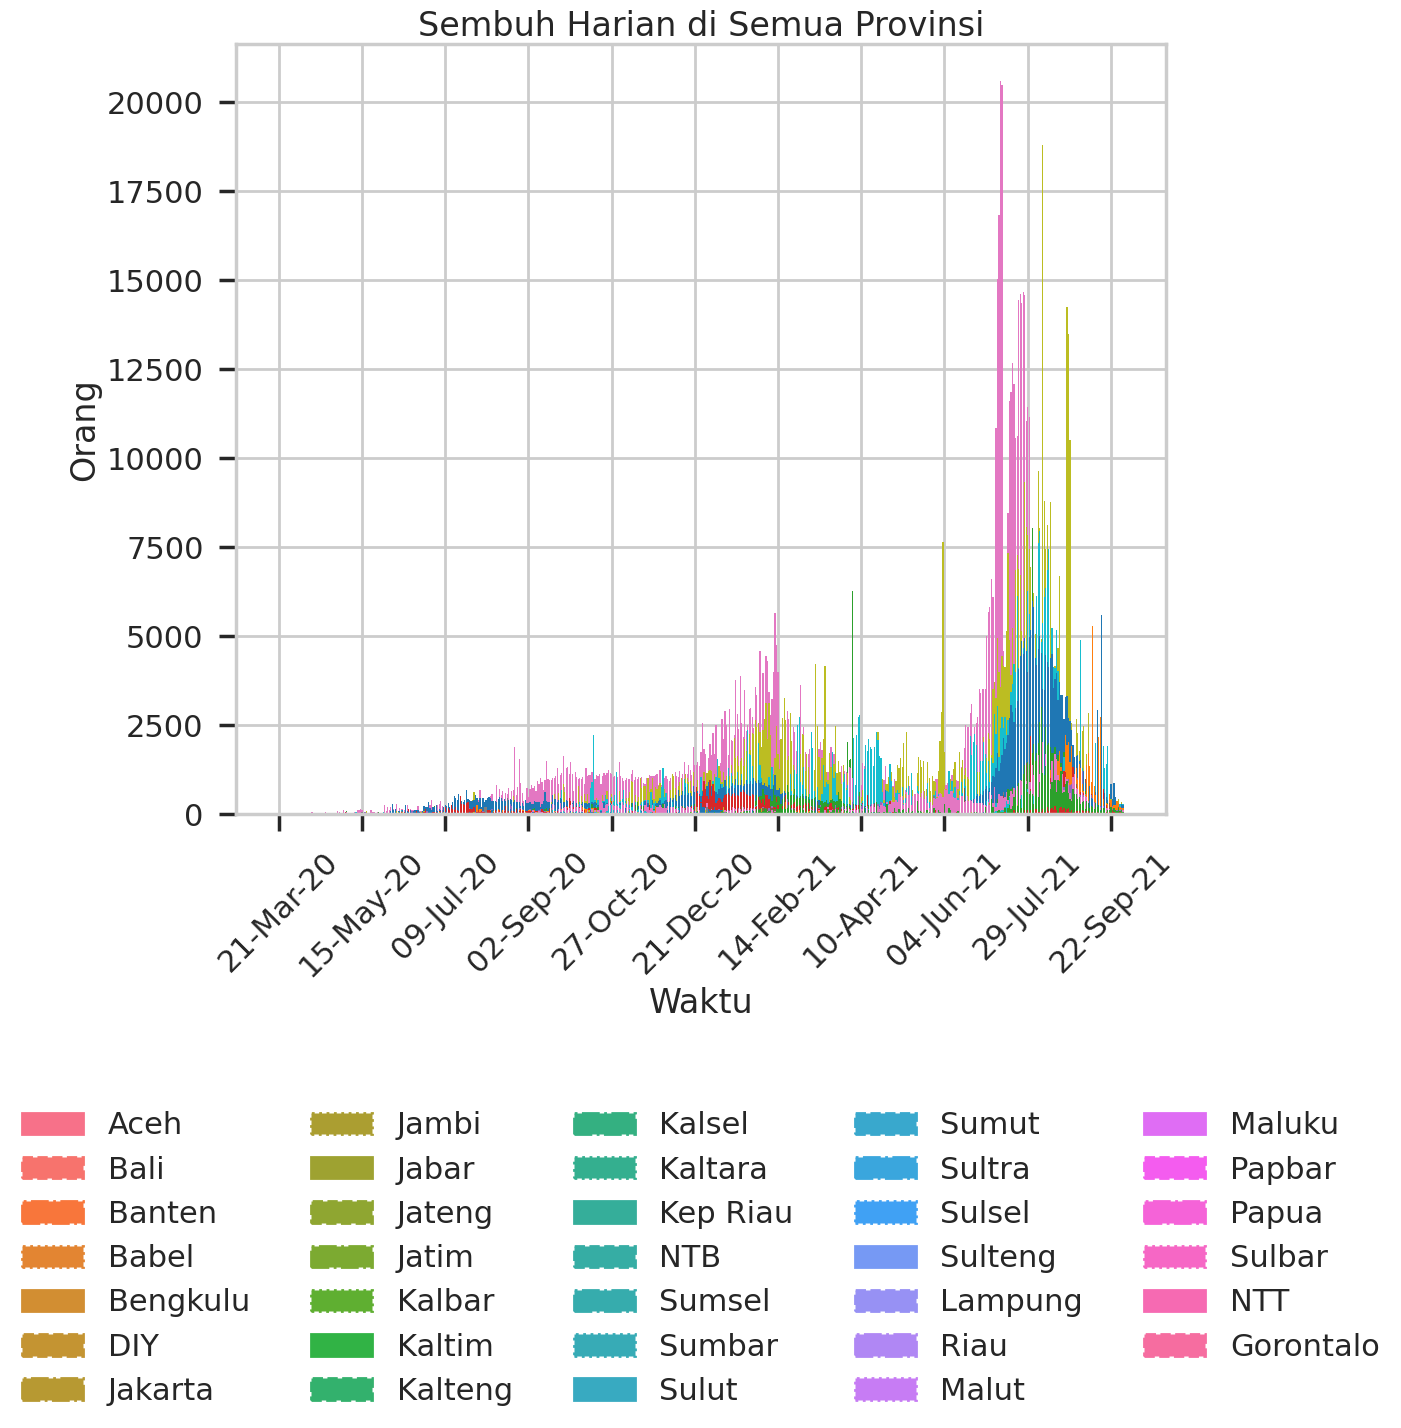 Sembuh Harian di Semua Provinsi
20000
17500
15000
12500
10000
7500
5000
2500
0
Orang
21-Mar-20
15-May-20
09-Jul-20
02-Sep-20
27-Oct-20
21-Dec-20
14-Feb-21
10-Apr-21
04-Jun-21
29-Jul-21
22-Sep-21
Waktu
Aceh
Bali
Banten
Babel
Bengkulu
DIY
Jakarta
Jambi
Jabar
Jateng
Jatim
Kalbar
Kaltim
Kalteng
Kalsel
Kaltara
Kep Riau
NTB
Sumsel
Sumbar
Sulut
Sumut
Sultra
Sulsel
Sulteng
Lampung
Riau
Malut
Maluku
Papbar
Papua
Sulbar
NTT
Gorontalo